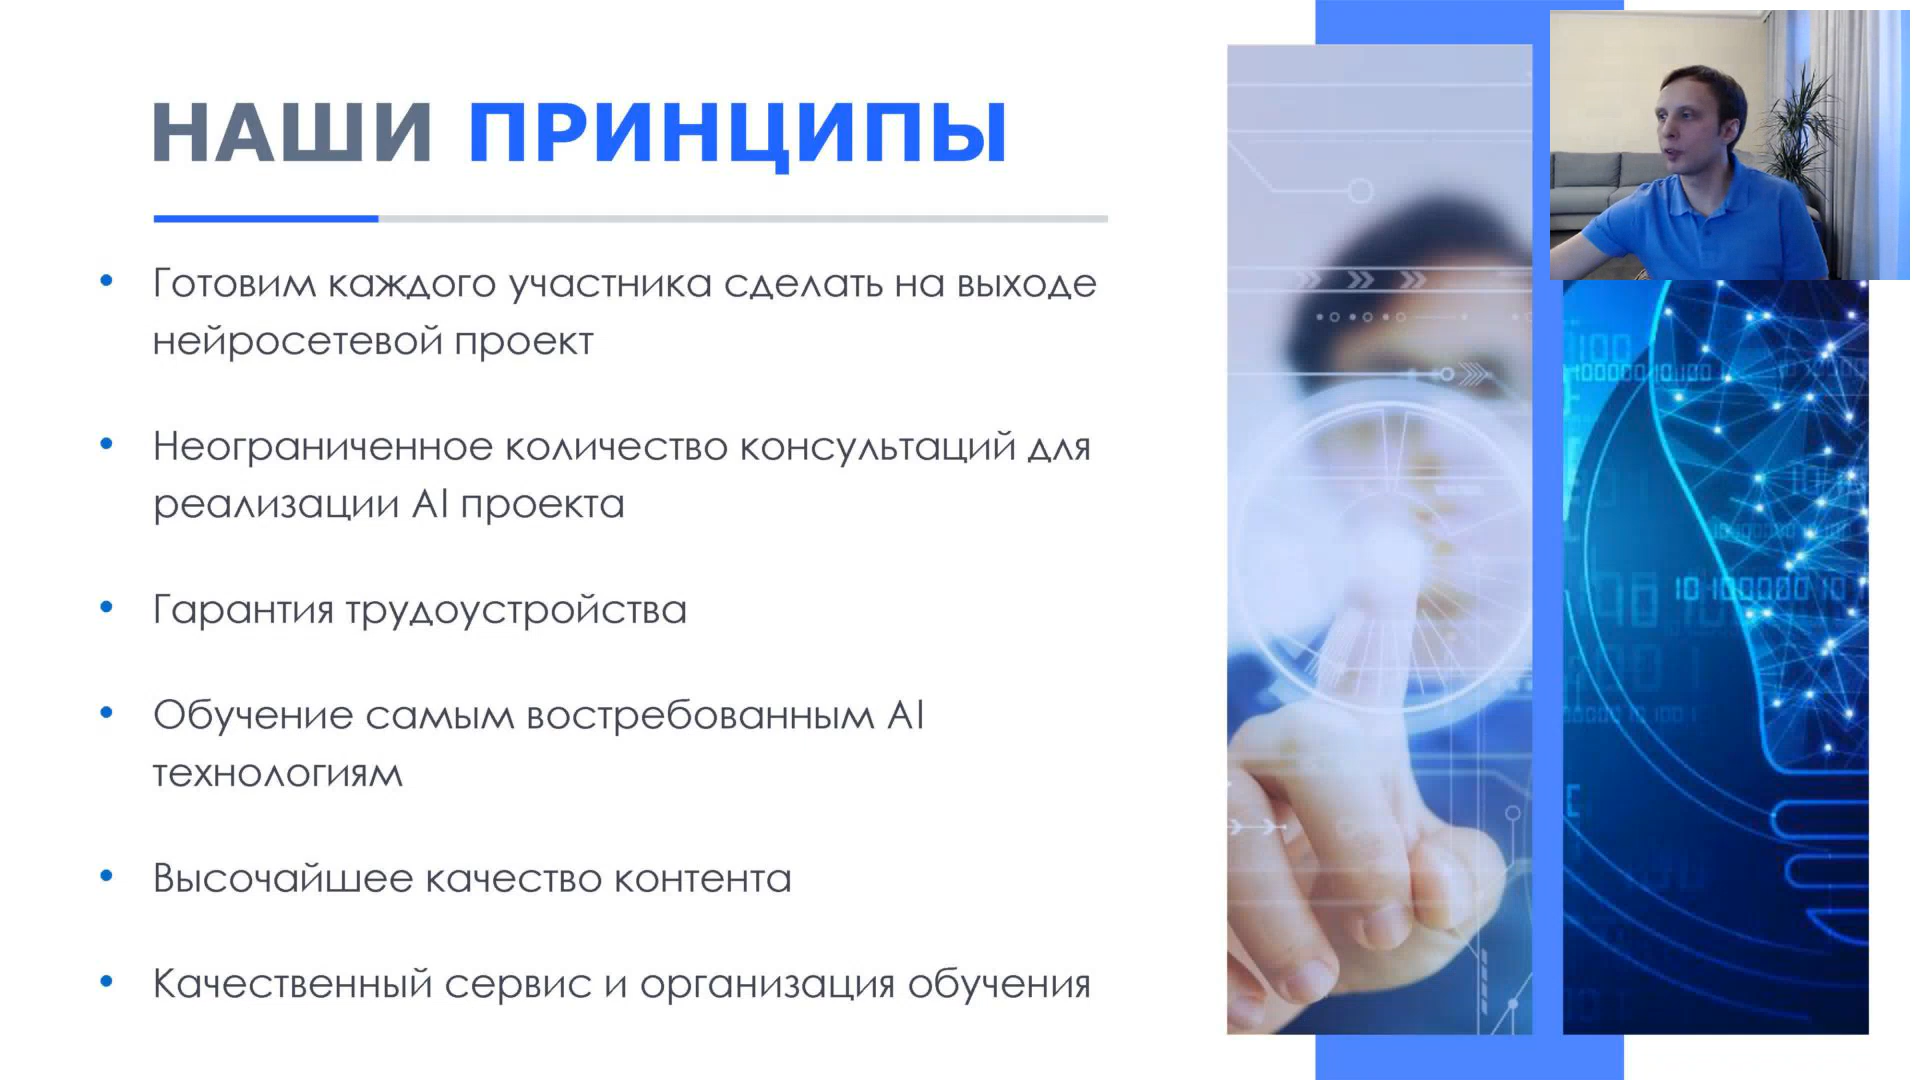 НАШИ ПРИНЦИПЫ
Готовим каждого участника сделать на выходе
нейросетевой проект
Неограниченное количество консультаций для
реализации AI проекта
Гарантия трудоустройства
Обучение самым востребованным AI
технологиям
Высочайшее качество контента
Качественный сервис и организация обучения